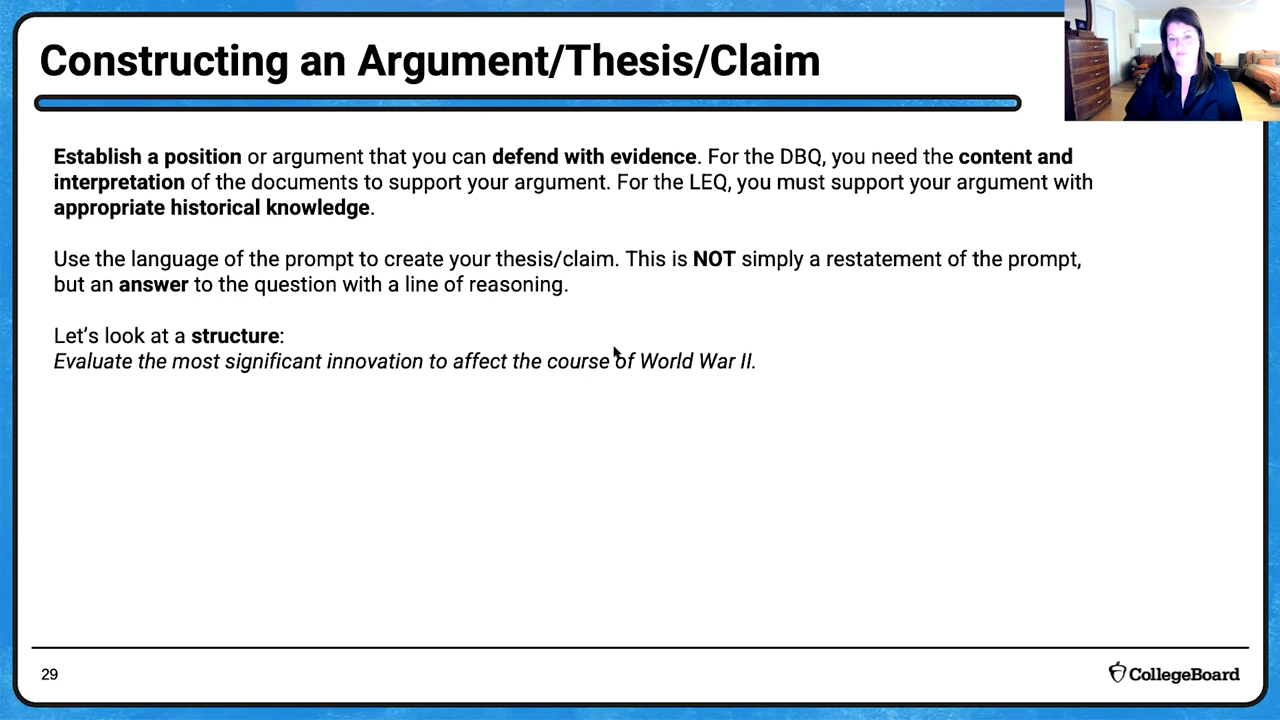 Constructing an Argument/Thesis/Claim
Establish a position or argument that you can defend with evidence. For the DBQ, you need the content and
interpretation of the documents to support your argument. For the LEQ, you must support your argument with
appropriate historical knowledge.
Use the language of the prompt to create your thesis/claim. This is NOT simply a restatement of the prompt,
but an answer to the question with a line of reasoning.
Let’s look at a structure:
Evaluate the most significant innovation to affect the course of World War II.
29
CollegeBoard